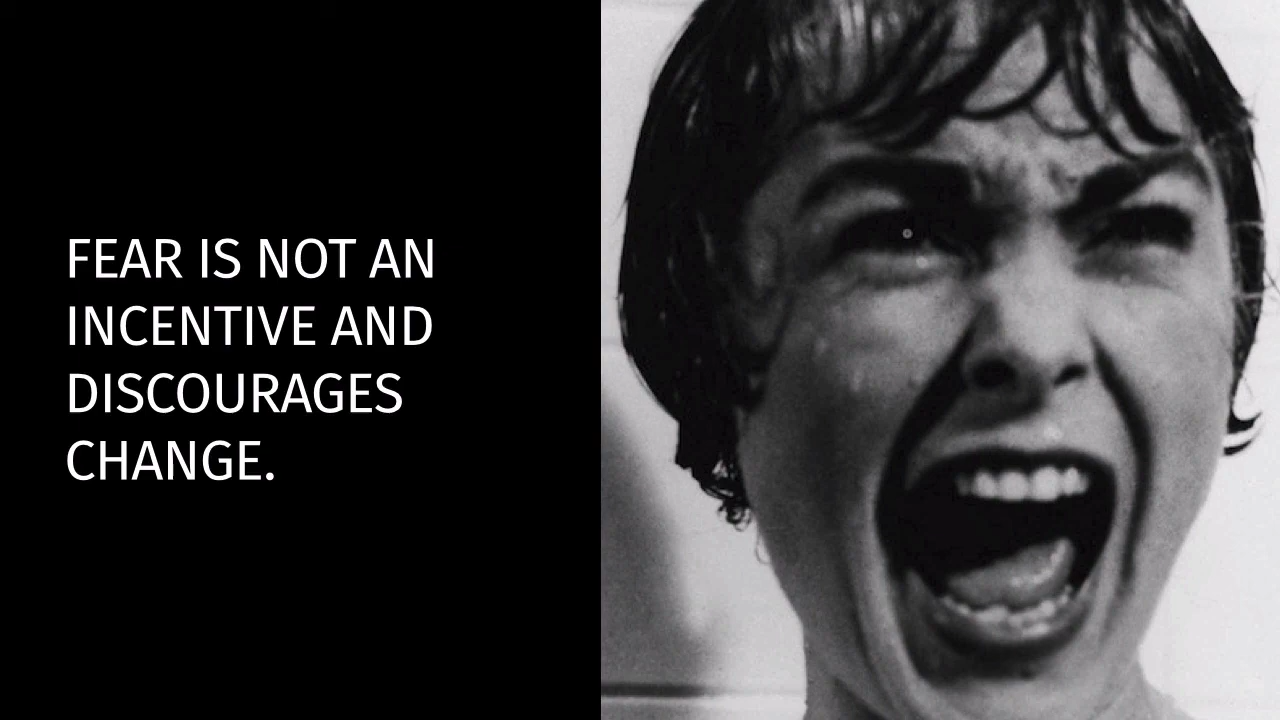 FEAR IS NOT AN
INCENTIVE AND
DISCOURAGES
CHANGE.